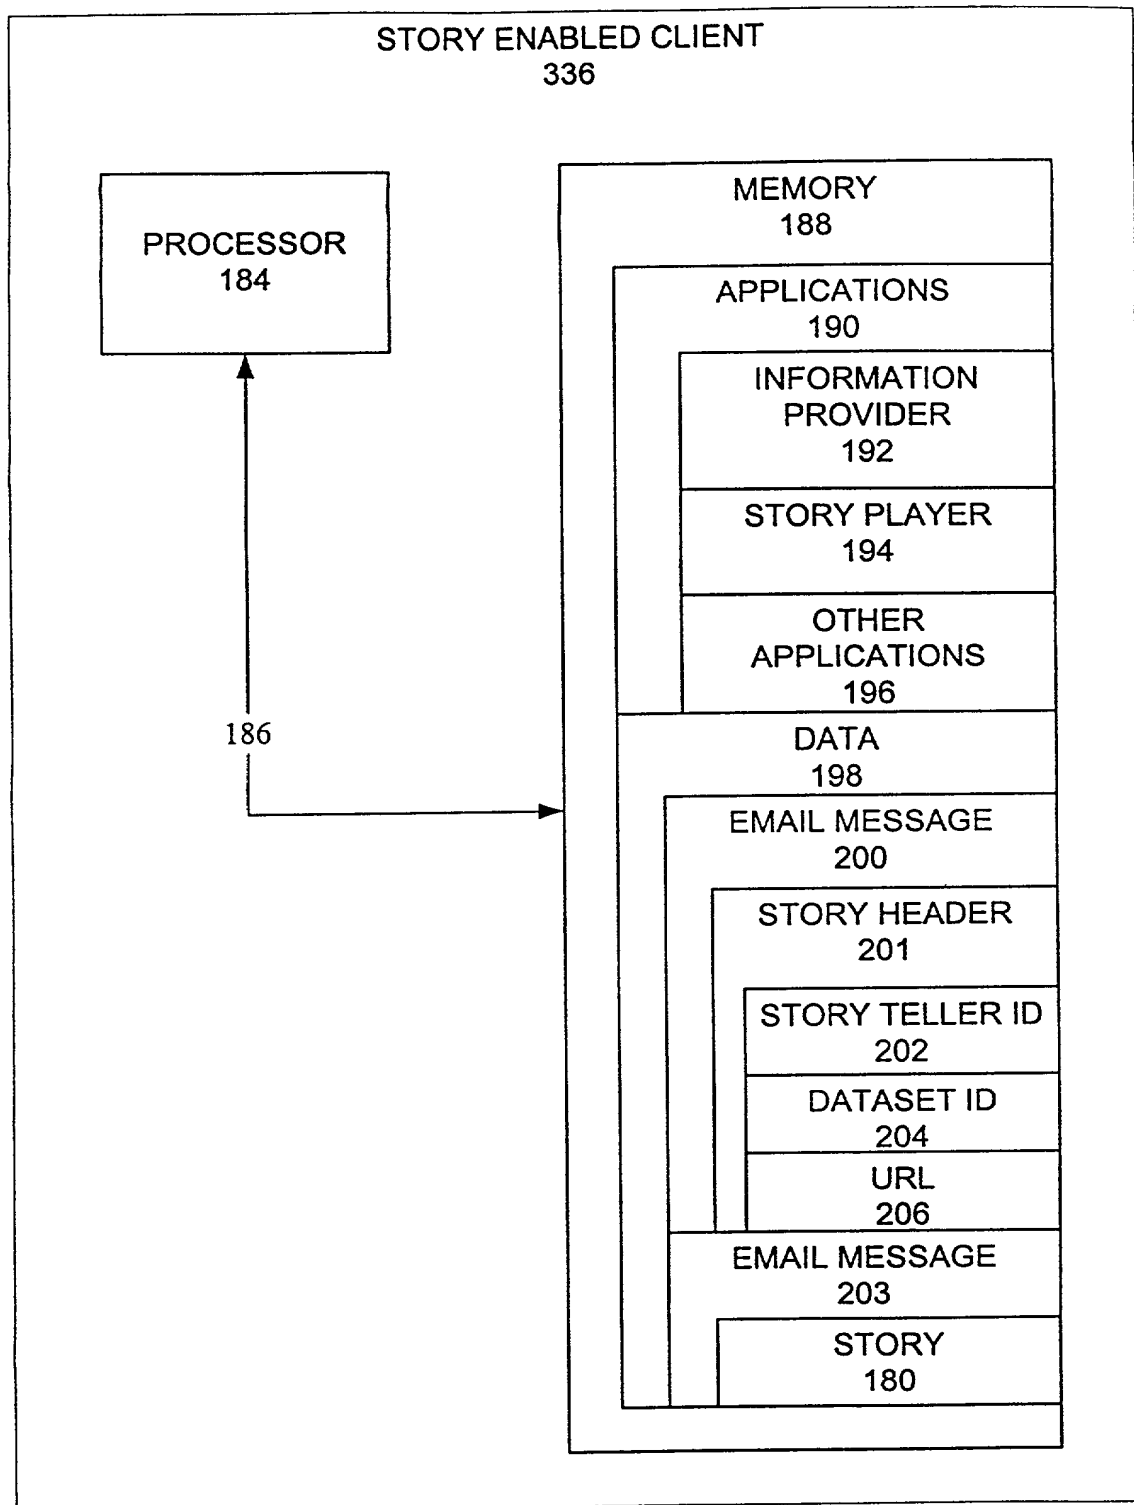 STORY ENABLED CLIENT
336
PROCESSOR
184
186
MEMORY
188
APPLICATIONS
190
INFORMATION
PROVIDER
192
STORY PLAYER
194
OTHER
APPLICATIONS
196
DATA
198
EMAIL MESSAGE
200
STORY HEADER
201
STORY TELLER ID
202
DATASET ID
204
URL
206
EMAIL MESSAGE
203
STORY
180